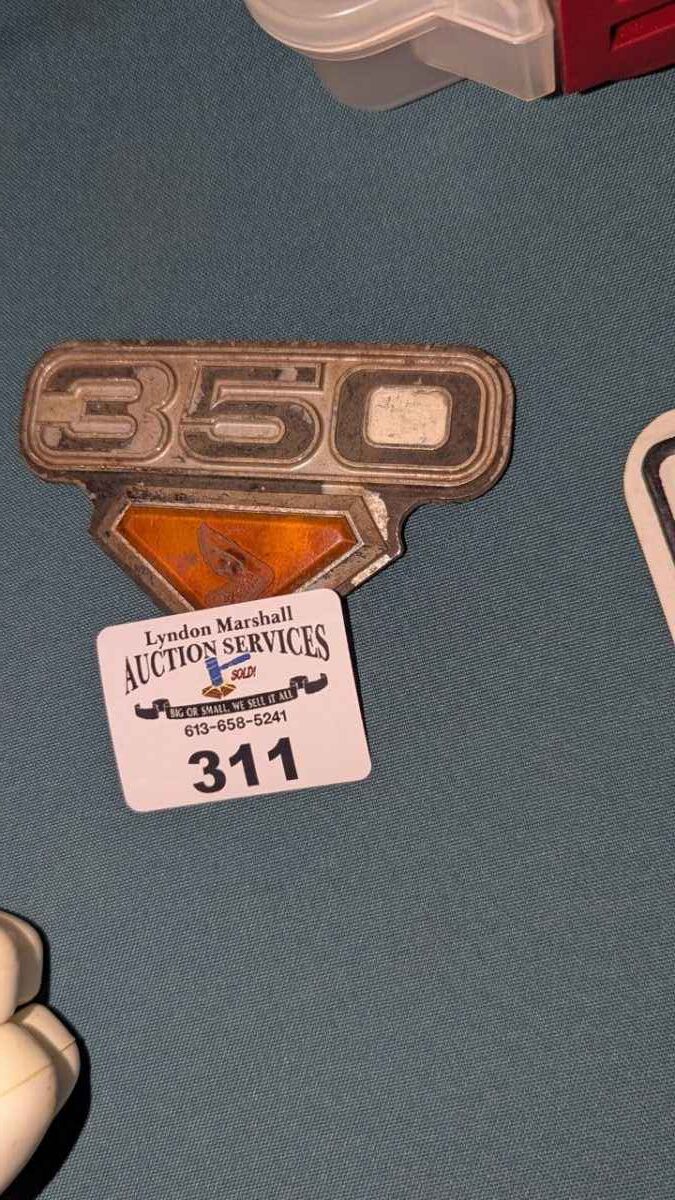 350
Lyndon Marshall
AUCTION SERVICES
SOLD!
BIG OR SMALL, WE SELL IT ALL
613-658-5241
311